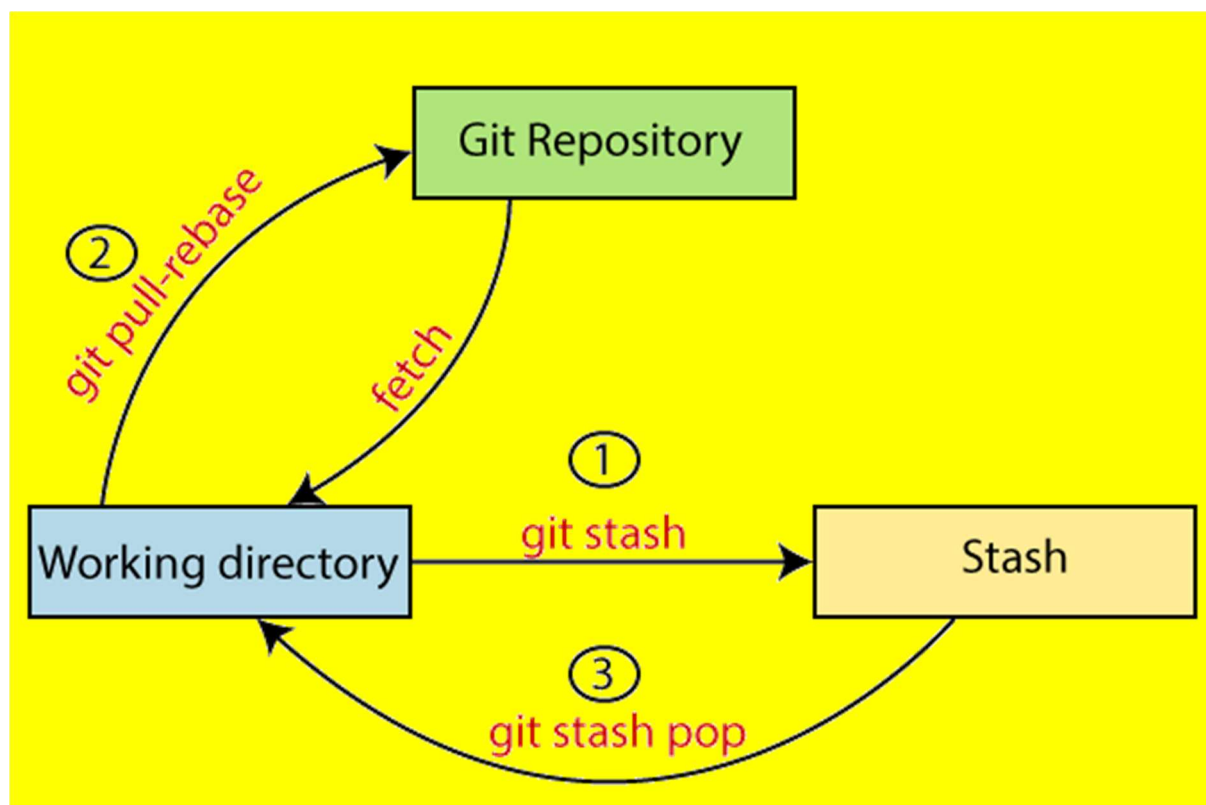 Git Repository
2
git pull-rebase
fetch
1
git stash
Working directory
Stash
3
git stash pop